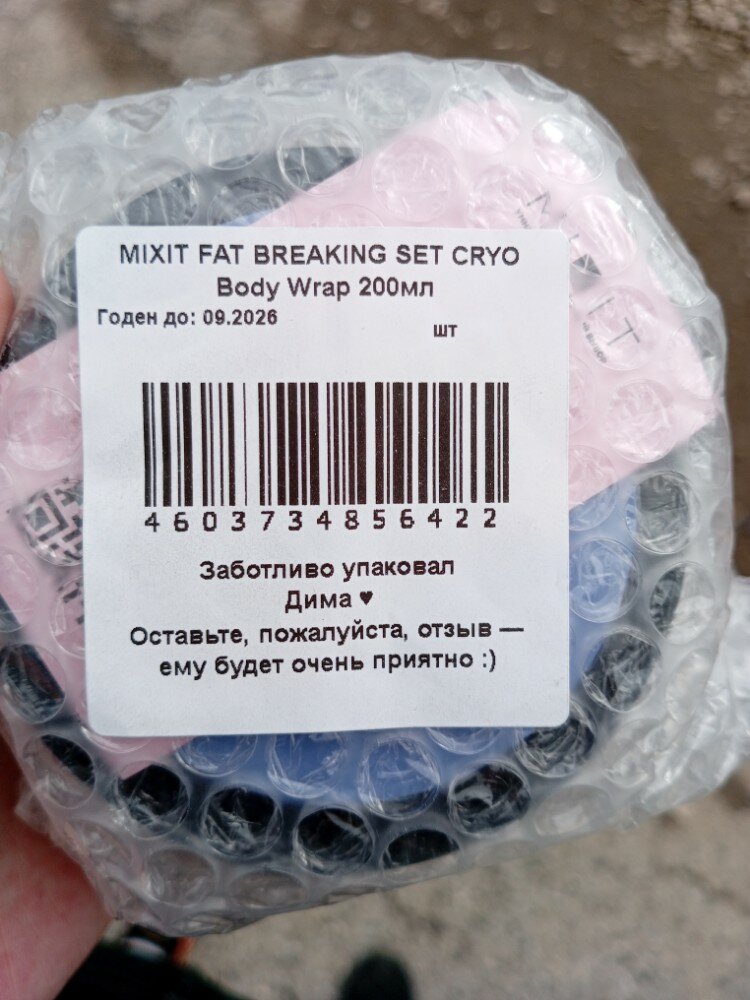 MIXIT FAT BREAKING SET CRYO
Body Wrap 200мл
Годен до: 09.2026
шт
4603734856422
Заботливо упаковал
Дима ♥
Оставьте, пожалуйста, отзыв —
ему будет очень приятно :)